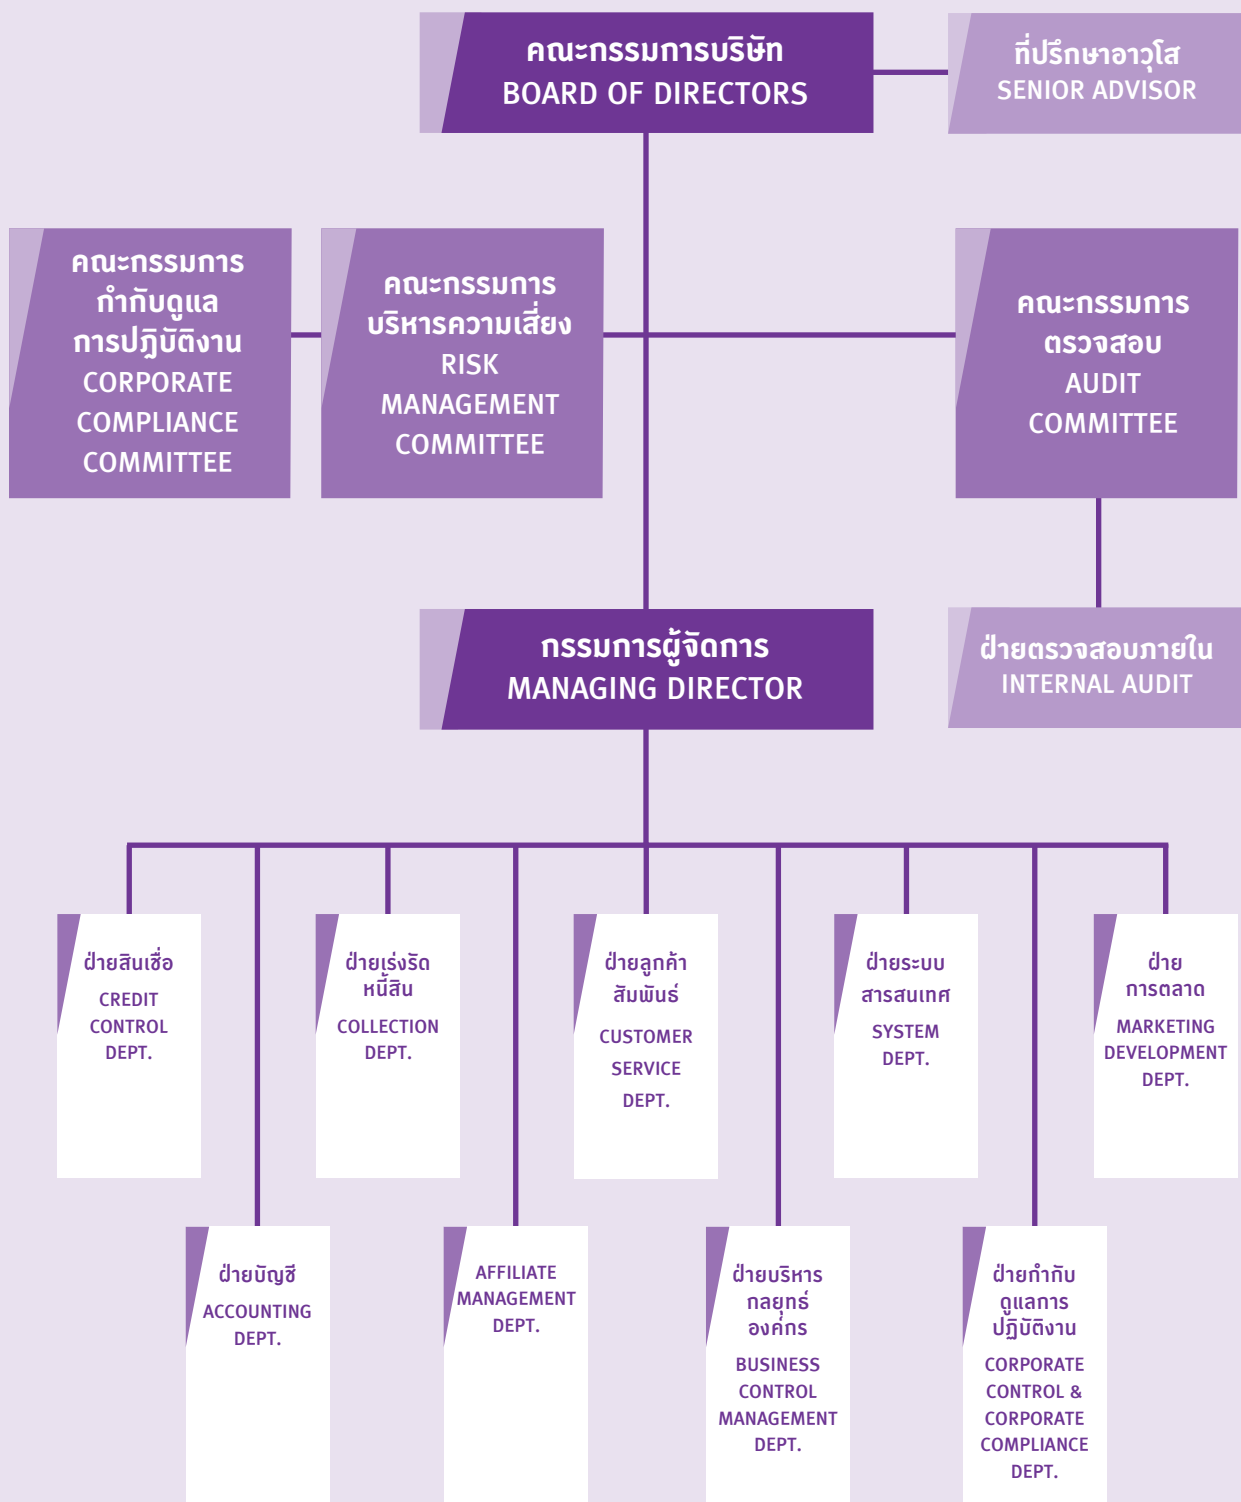 คณะกรรมการบริษัท
BOARD OF DIRECTORS
ที่ปรึกษาอาวุโส
SENIOR ADVISOR
คณะกรรมการ
กำกับดูแล
การปฎิบัติงาน
CORPORATE
COMPLIANCE
COMMITTEE
คณะกรรมการ
บริหารความเสี่ยง
RISK
MANAGEMENT
COMMITTEE
คณะกรรมการ
ตรวจสอบ
AUDIT
COMMITTEE
กรรมการผู้จัดการ
MANAGING DIRECTOR
ฝ่ายตรวจสอบภายใน
INTERNAL AUDIT
ฝ่ายสินเชื่อ
CREDIT
CONTROL
DEPT.
ฝ่ายเร่งรัด
หนี้สิน
COLLECTION
DEPT.
ฝ่ายลูกค้า
สัมพันธ์
CUSTOMER
SERVICE
DEPT.
ฝ่ายระบบ
สารสนเทศ
SYSTEM
DEPT.
ฝ่าย
การตลาด
MARKETING
DEVELOPMENT
DEPT.
ฝ่ายบัญชี
ACCOUNTING
DEPT.
AFFILIATE
MANAGEMENT
DEPT.
ฝ่ายบริหาร
กลยุทธ์
องค์กร
BUSINESS
CONTROL
MANAGEMENT
DEPT.
ฝ่ายกำกับ
ดูแลการ
ปฏิบัติงาน
CORPORATE
CONTROL &
CORPORATE
COMPLIANCE
DEPT.